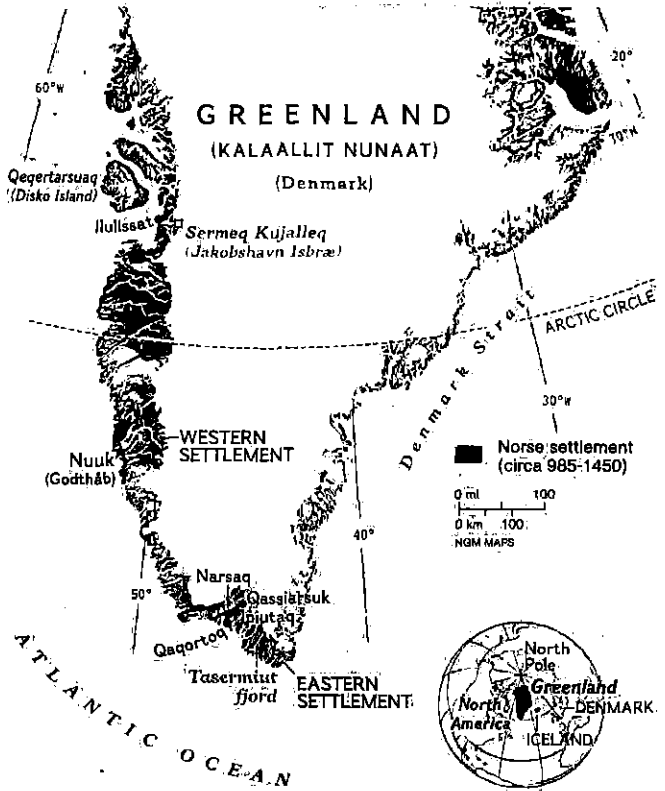 60°W
20°
70°N
GREENLAND
(KALAALLIT NUNAAT)
(Denmark)
Qeqertarsuaq
(Disko Island)
Ilulissat
Sermeq Kujalleq
(Jakobshavn Isbræ)
ARCTIC CIRCLE
Denmark Strait
30°W
WESTERN
SETTLEMENT
Nuuk
(Godthåb)
Norse settlement
(circa 985-1450)
0 mi 100
0 km 100
NGM MAPS
40°
50°
Narsaq
Qassiarsuk
Qaqortoq
Tasermiut
fjord
EASTERN
SETTLEMENT
ATLANTIC OCEAN
North
Pole
Greenland
North
America
DENMARK
ICELAND